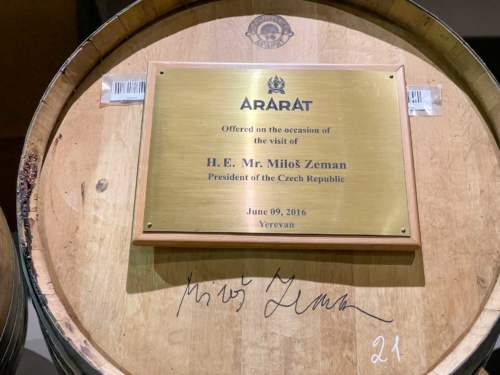 ARARAT
Offered on the occasion of
the visit of
H. E. Mr. Miloš Zeman
President of the Czech Republic
June 09, 2016
Yerevan
Miloš Zeman
21